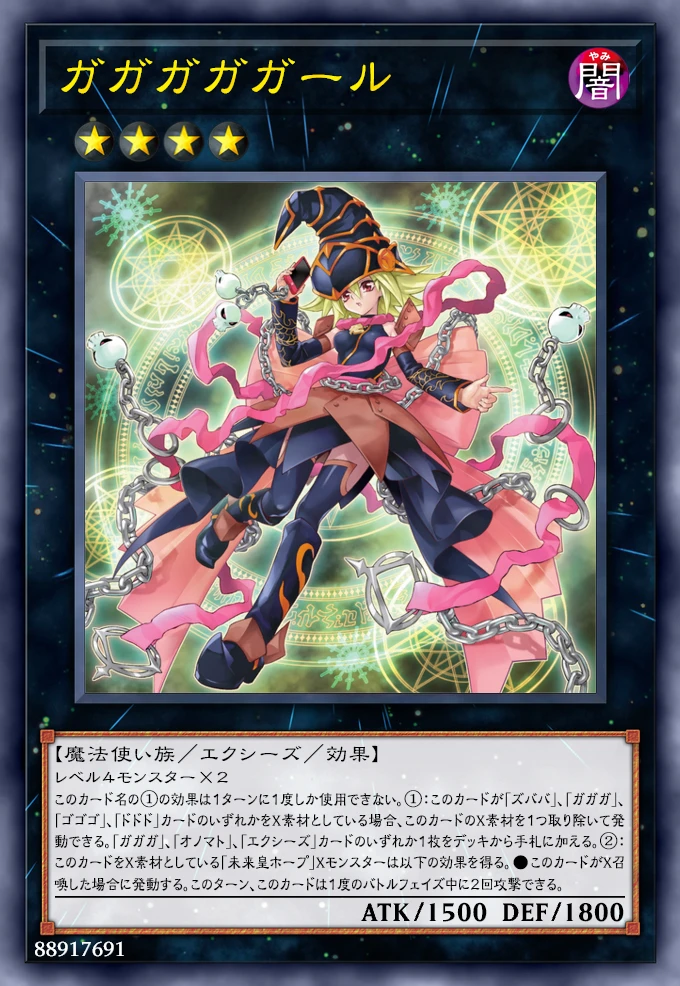 ガガガガガール
やみ
闇
【魔法使い族／エクシーズ／効果】
レベル4モンスター×2
このカード名の①の効果は1ターンに1度しか使用できない。①：このカードが「ズババ」、「ガガガ」、
「ゴゴゴ」、「ドドド」カードのいずれかをX素材としている場合、このカードのX素材を1つ取り除いて発
動できる。「ガガガ」、「オノマト」、「エクシーズ」カードのいずれか1枚をデッキから手札に加える。②：
このカードをX素材としている「未来皇ホープ」Xモンスターは以下の効果を得る。●このカードがX召
喚した場合に発動する。このターン、このカードは1度のバトルフェイズ中に2回攻撃できる。
ATK/1500 DEF/1800
88917691